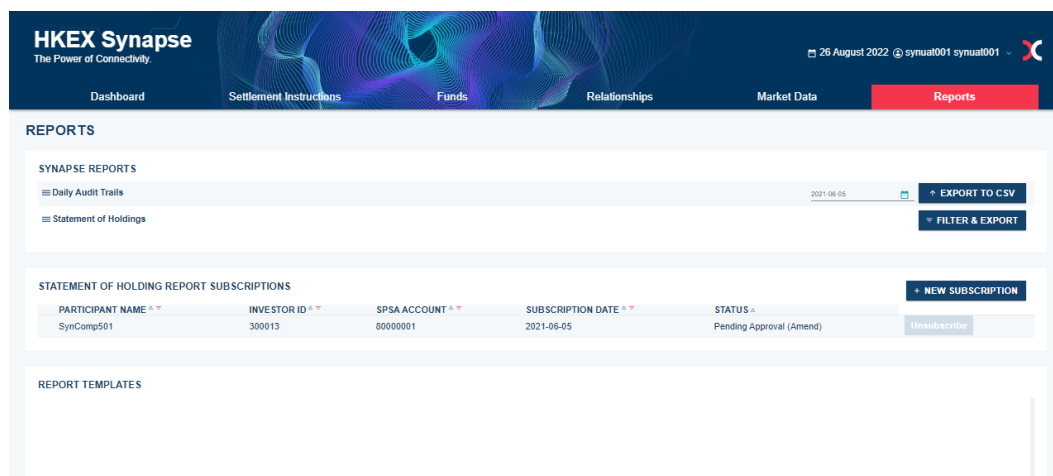 HKEX Synapse
The Power of Connectivity.
26 August 2022 synuat001 synuat001
Dashboard Settlement Instructions Funds Relationships Market Data Reports
REPORTS
SYNAPSE REPORTS
Daily Audit Trails 2021-06-05 EXPORT TO CSV
Statement of Holdings FILTER & EXPORT
STATEMENT OF HOLDING REPORT SUBSCRIPTIONS
+ NEW SUBSCRIPTION
PARTICIPANT NAME INVESTOR ID SPSA ACCOUNT SUBSCRIPTION DATE STATUS
SynComp501 300013 80000001 2021-06-05 Pending Approval (Amend) Unsubscribe
REPORT TEMPLATES